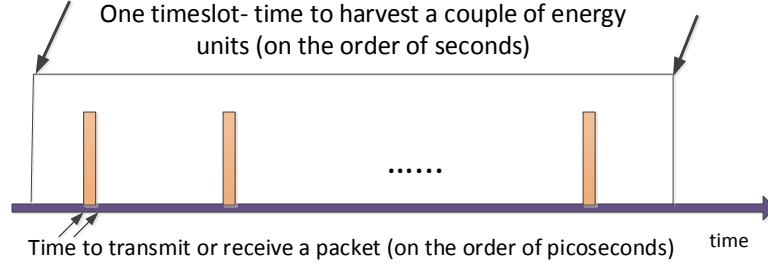 One timeslot- time to harvest a couple of energy
units (on the order of seconds)
......
Time to transmit or receive a packet (on the order of picoseconds)
time